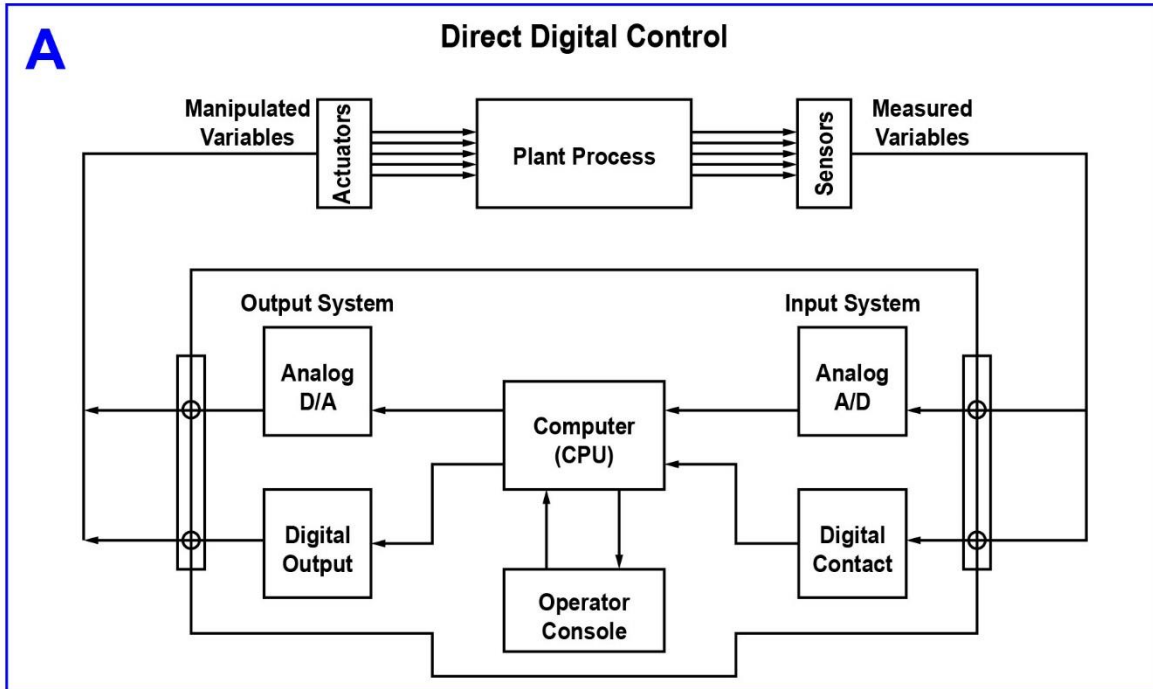 A
Direct Digital Control
Manipulated
Variables
Actuators
Plant Process
Sensors
Measured
Variables
Output System
Input System
Analog
D/A
Computer
(CPU)
Analog
A/D
Digital
Output
Operator
Console
Digital
Contact